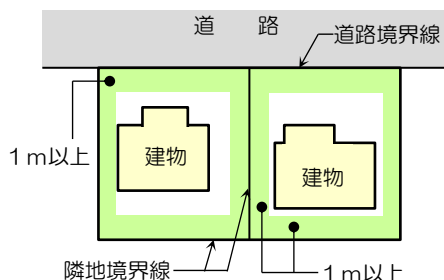 道 路
道路境界線
1m以上
建物
建物
隣地境界線
1m以上